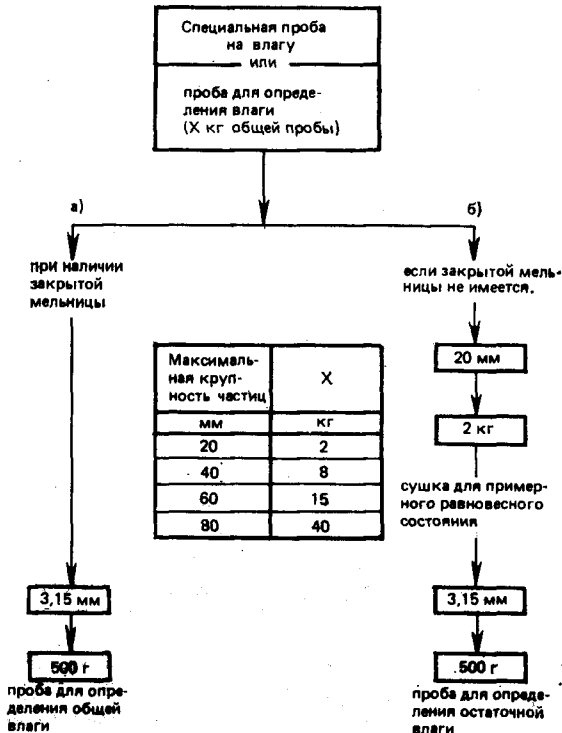 Специальная проба
на влагу
или
проба для опреде-
ления влаги
(X кг общей пробы)
а)
при наличии
закрытой
мельницы
б)
если закрытой мель-
ницы не имеется.
20 мм
2 кг
сушка для пример-
ного равновесного
состояния
Максималь-
ная круп-
ность частиц
X
мм кг
20 2
40 8
60 15
80 40
3,15 мм
500 г
проба для опре-
деления общей
влаги
3,15 мм
500 г
проба для опреде-
ления остаточной
влаги